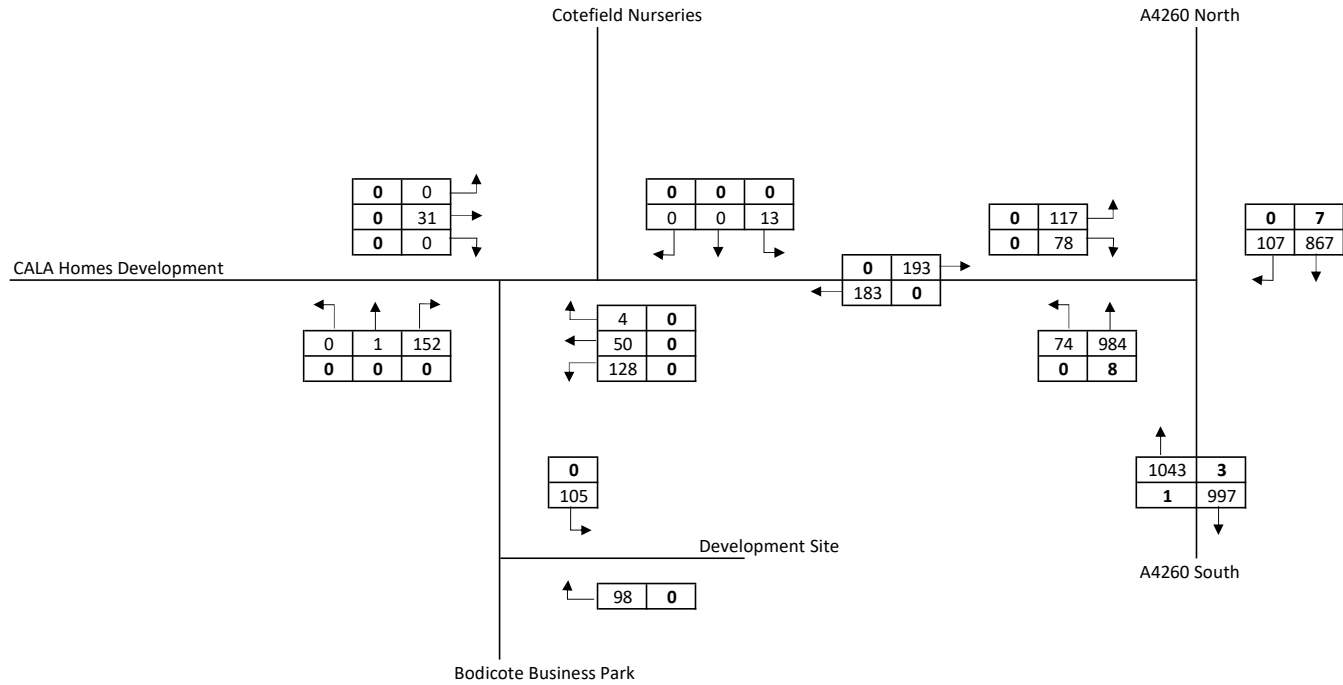 Cotefield Nurseries
A4260 North
0 0
0 31
0 0
0 0 0
0 0 13
0 117
0 78
0 7
107 867
CALA Homes Development
0 193
183 0
0 1 152
0 0 0
4 0
50 0
128 0
74 984
0 8
0
105
1043 3
1 997
Development Site
A4260 South
98 0
Bodicote Business Park